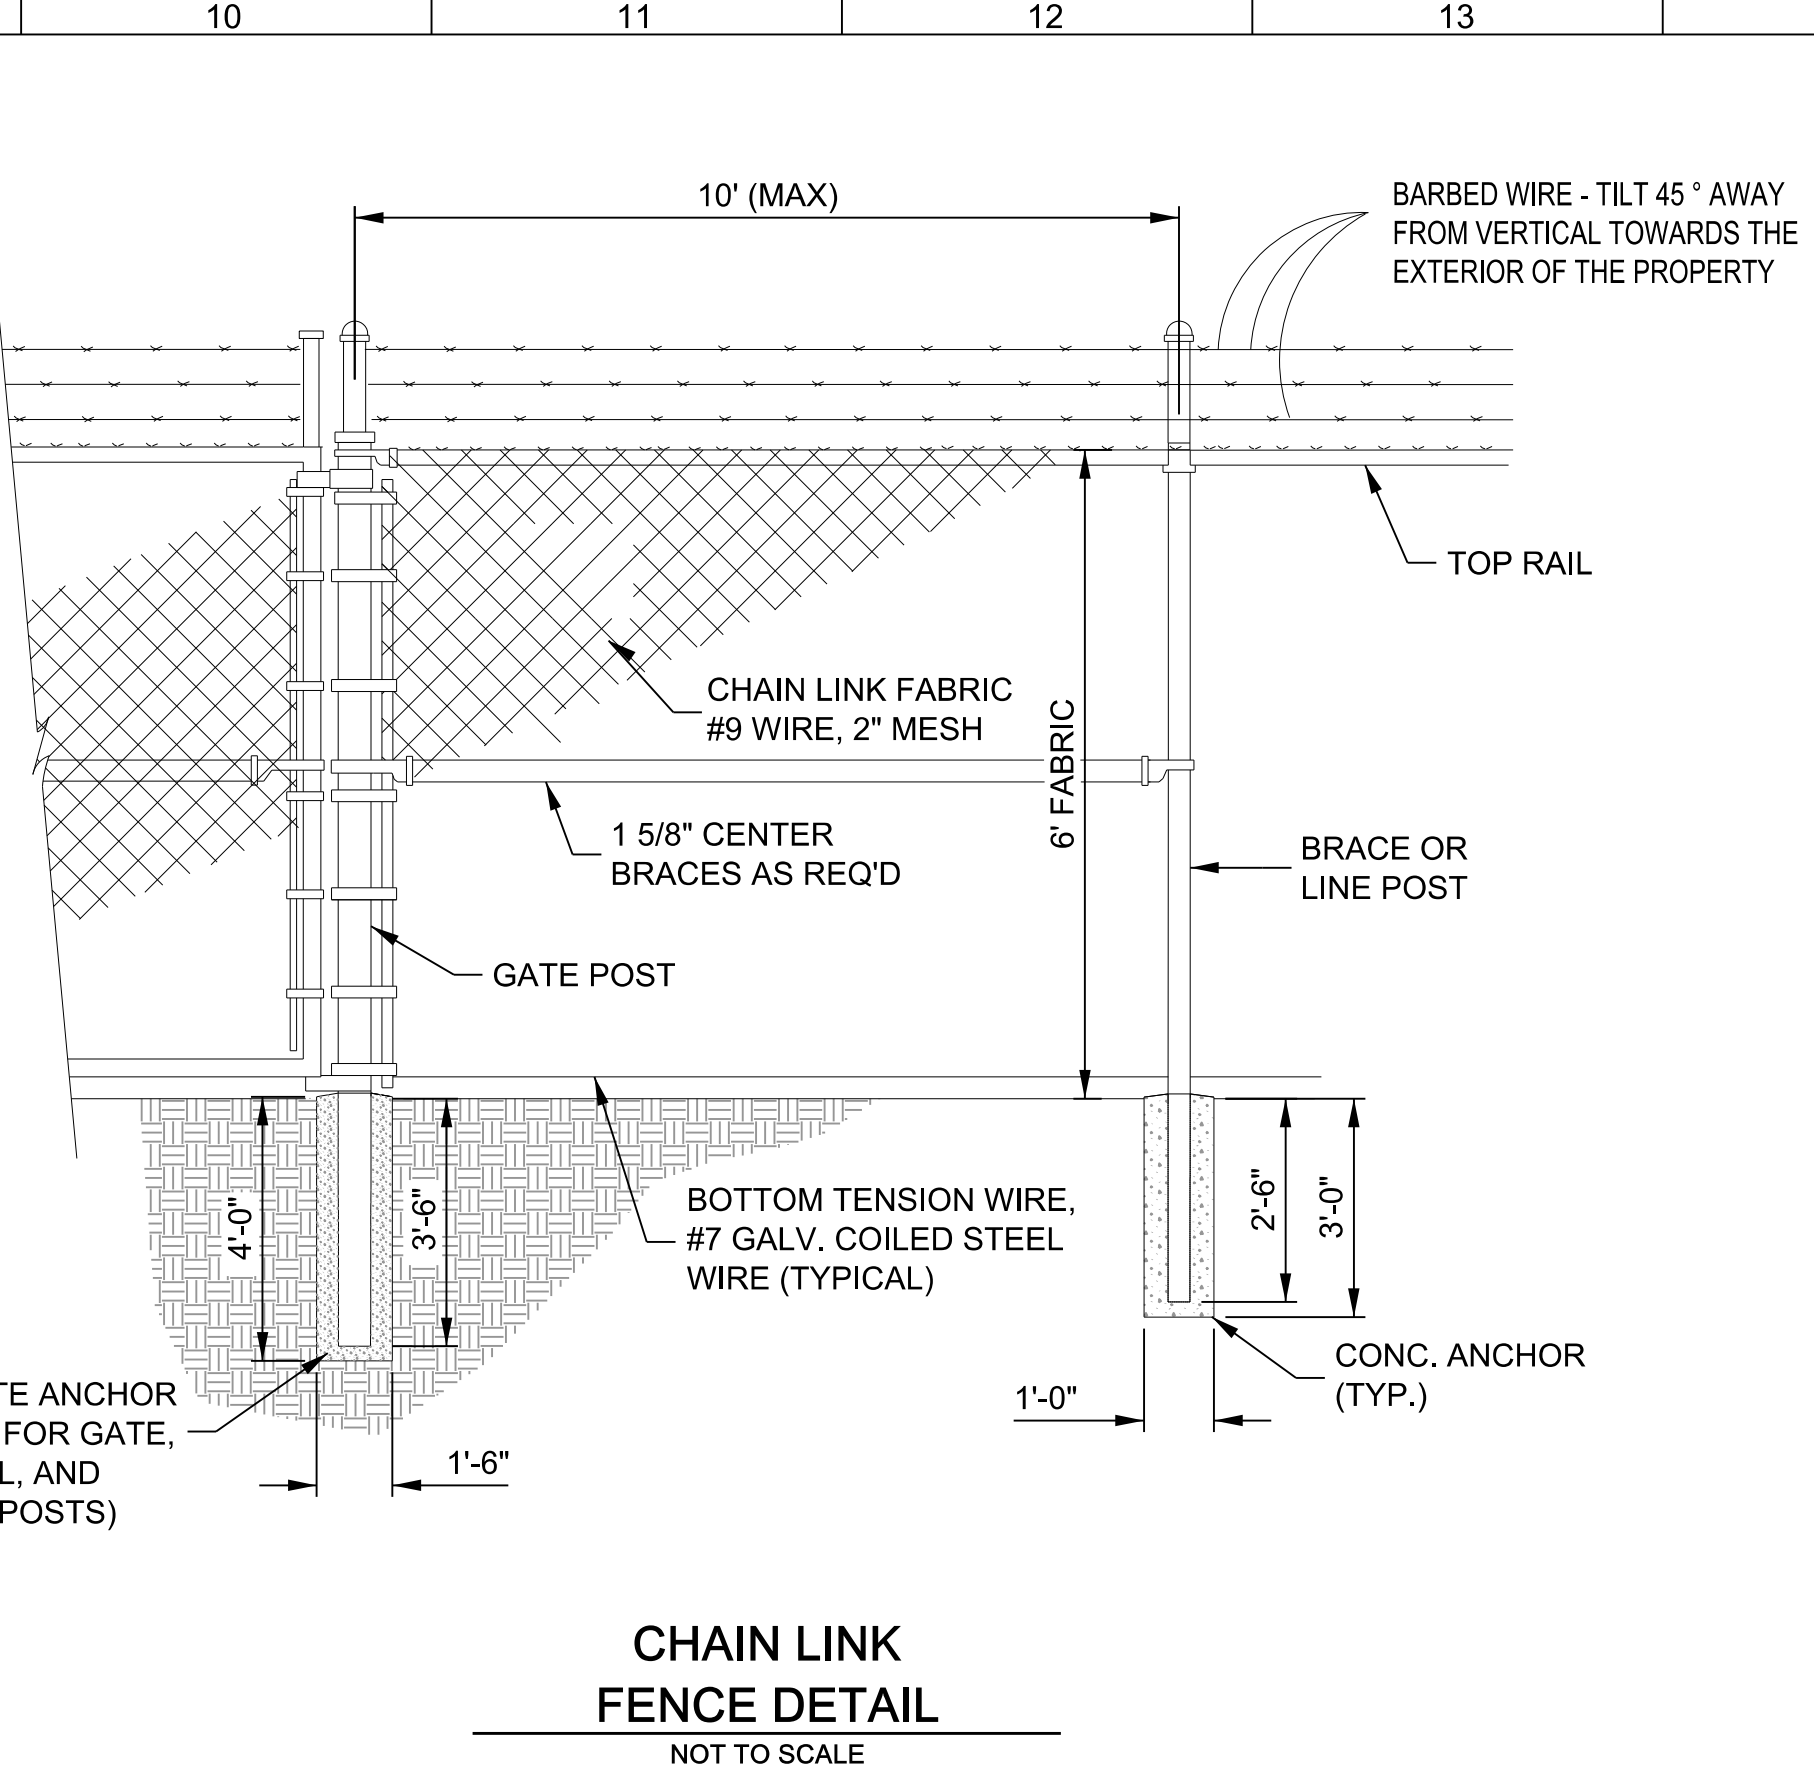 10 11 12 13
10' (MAX)
BARBED WIRE - TILT 45 ° AWAY
FROM VERTICAL TOWARDS THE
EXTERIOR OF THE PROPERTY
TOP RAIL
CHAIN LINK FABRIC
#9 WIRE, 2" MESH
6' FABRIC
1 5/8" CENTER
BRACES AS REQ'D
BRACE OR
LINE POST
GATE POST
4'-0"
3'-6"
BOTTOM TENSION WIRE,
#7 GALV. COILED STEEL
WIRE (TYPICAL)
2'-6"
3'-0"
CONC. ANCHOR
(TYP.)
1'-0"
TE ANCHOR
FOR GATE,
L, AND
POSTS)
1'-6"
CHAIN LINK
FENCE DETAIL
NOT TO SCALE